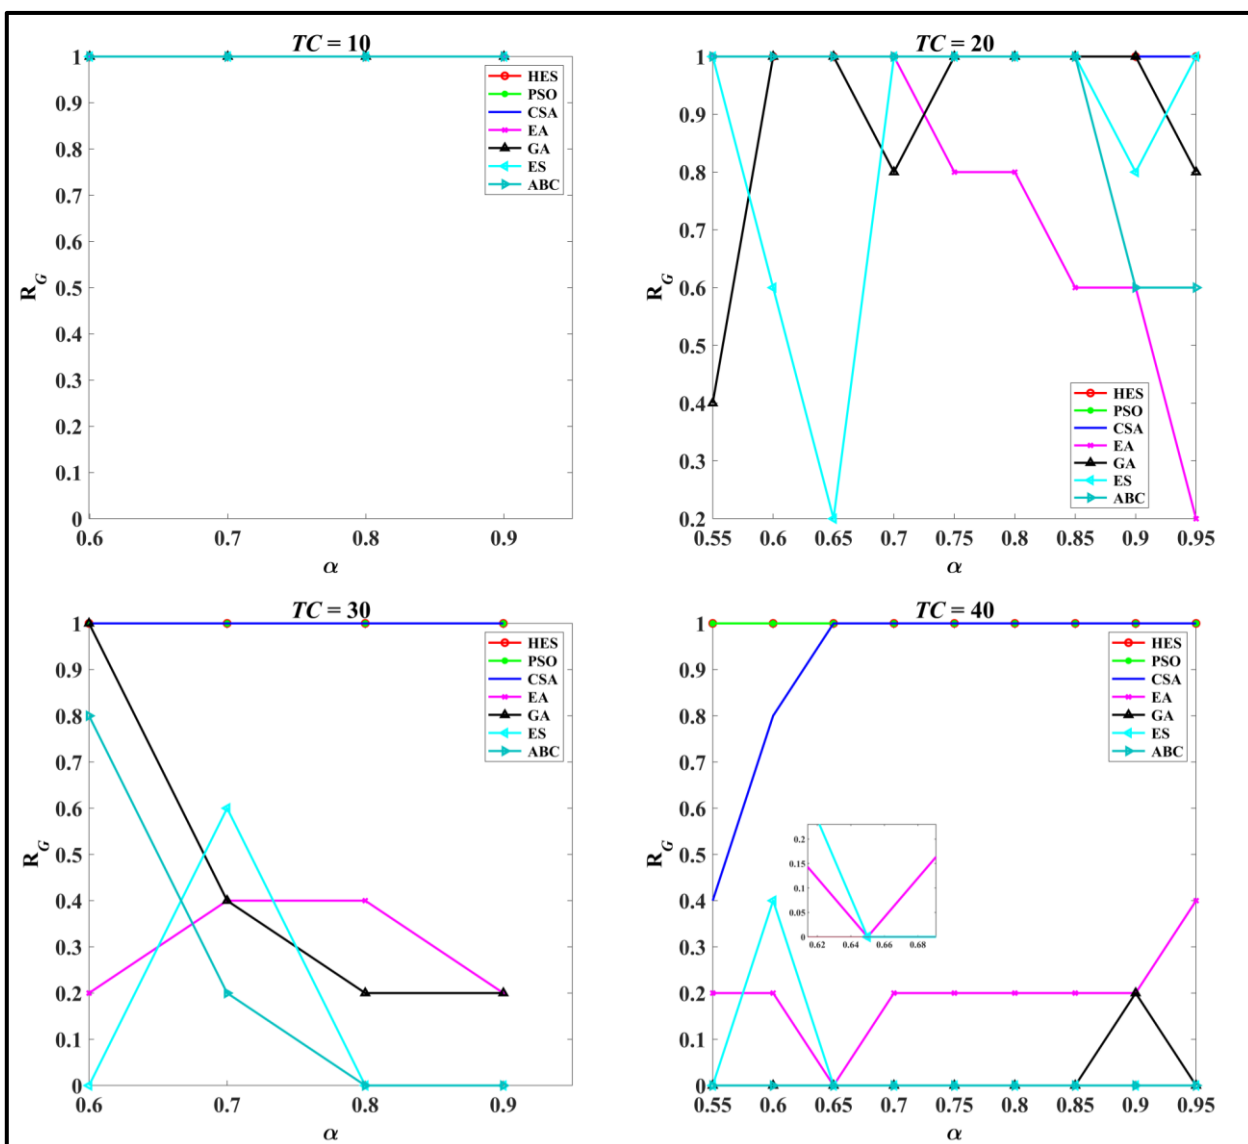 TC = 10
1
0.9
0.8
0.7
0.6
0.5
0.4
0.3
0.2
0.1
0
R_G
0.6 0.7 0.8 0.9
α
HES
PSO
CSA
EA
GA
ES
ABC
TC = 20
1
0.9
0.8
0.7
0.6
0.5
0.4
0.3
0.2
R_G
0.55 0.6 0.65 0.7 0.75 0.8 0.85 0.9 0.95
α
HES
PSO
CSA
EA
GA
ES
ABC
TC = 30
1
0.9
0.8
0.7
0.6
0.5
0.4
0.3
0.2
0.1
0
R_G
0.6 0.7 0.8 0.9
α
HES
PSO
CSA
EA
GA
ES
ABC
TC = 40
1
0.9
0.8
0.7
0.6
0.5
0.4
0.3
0.2
0.1
0
R_G
0.55 0.6 0.65 0.7 0.75 0.8 0.85 0.9 0.95
α
HES
PSO
CSA
EA
GA
ES
ABC
0.2
0.15
0.1
0.05
0
0.62 0.64 0.66 0.68